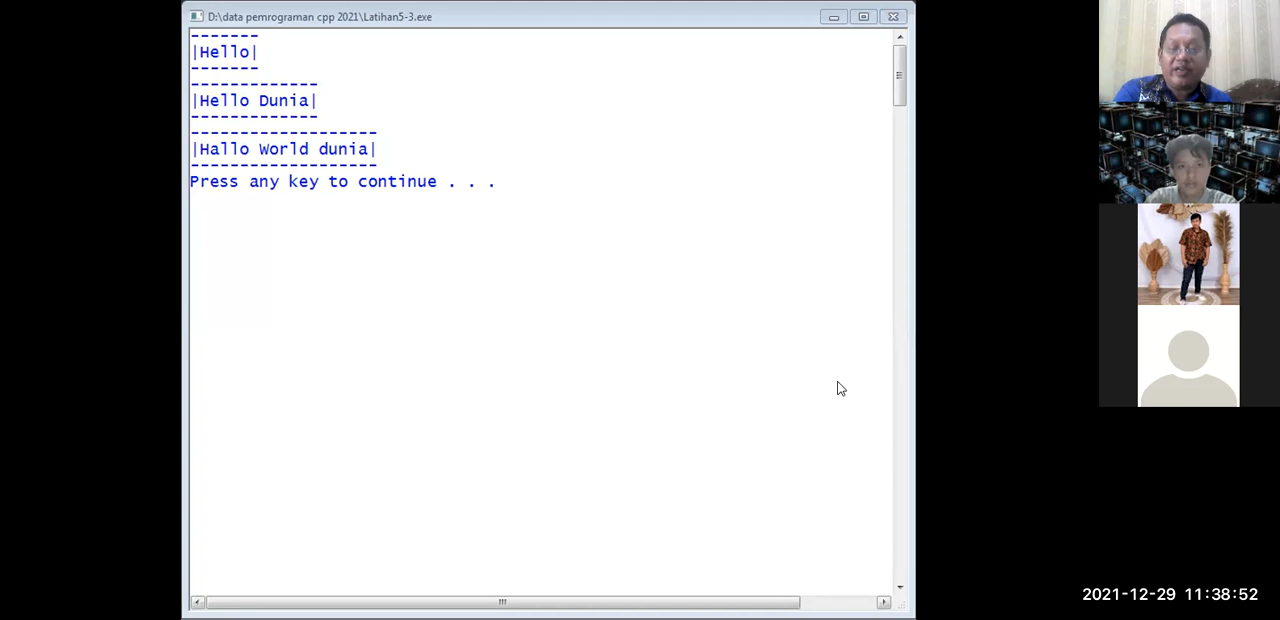 D:\data pemrograman cpp 2021\Latihan5-3.exe
-------
|Hello|
-------
-------------
|Hello Dunia|
-------------
-------------------
|Hallo World dunia|
-------------------
Press any key to continue . . .
2021-12-29 11:38:52